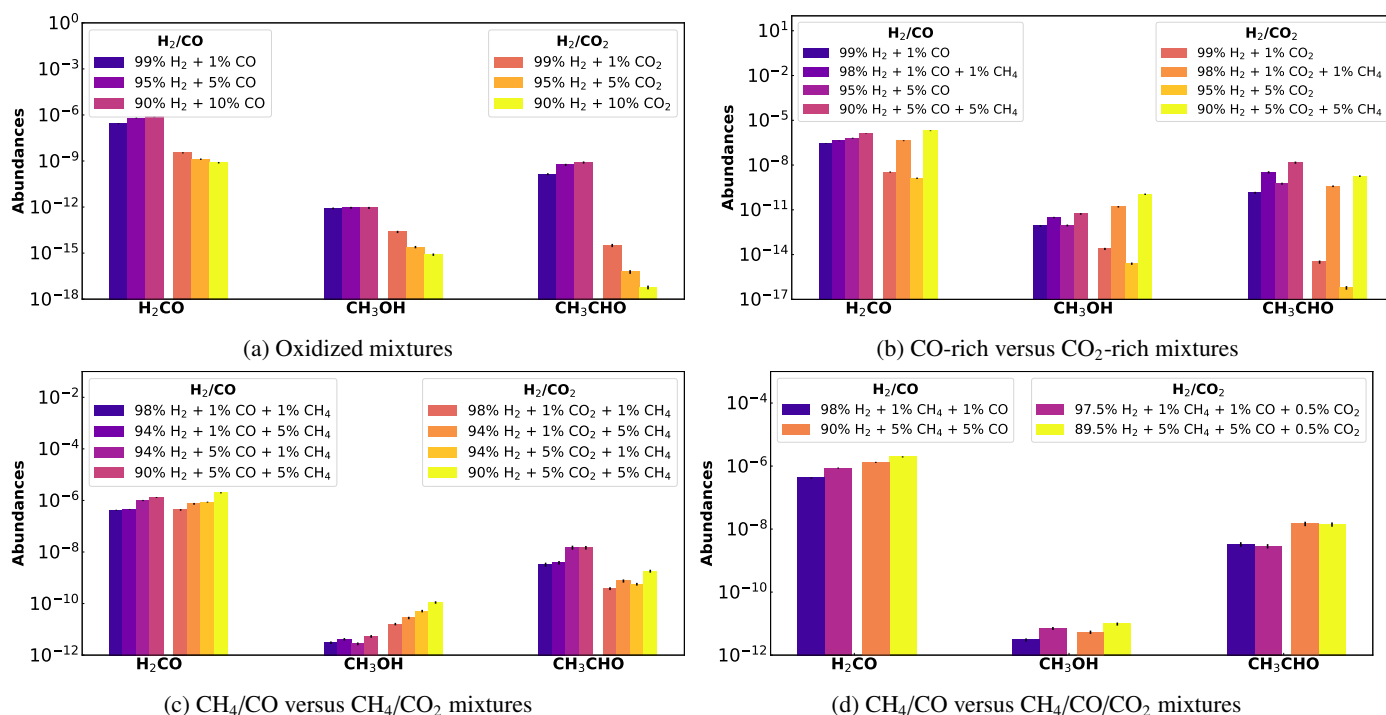 Abundances
10⁰
10⁻³
10⁻⁶
10⁻⁹
10⁻¹²
10⁻¹⁵
10⁻¹⁸
H₂/CO
99% H₂ + 1% CO
95% H₂ + 5% CO
90% H₂ + 10% CO
H₂/CO₂
99% H₂ + 1% CO₂
95% H₂ + 5% CO₂
90% H₂ + 10% CO₂
H₂CO CH₃OH CH₃CHO
(a) Oxidized mixtures
Abundances
10¹
10⁻²
10⁻⁵
10⁻⁸
10⁻¹¹
10⁻¹⁴
10⁻¹⁷
H₂/CO
99% H₂ + 1% CO
98% H₂ + 1% CO + 1% CH₄
95% H₂ + 5% CO
90% H₂ + 5% CO + 5% CH₄
H₂/CO₂
99% H₂ + 1% CO₂
98% H₂ + 1% CO₂ + 1% CH₄
95% H₂ + 5% CO₂
90% H₂ + 5% CO₂ + 5% CH₄
H₂CO CH₃OH CH₃CHO
(b) CO-rich versus CO₂-rich mixtures
Abundances
10⁻²
10⁻⁴
10⁻⁶
10⁻⁸
10⁻¹⁰
10⁻¹²
H₂/CO
98% H₂ + 1% CO + 1% CH₄
94% H₂ + 1% CO + 5% CH₄
94% H₂ + 5% CO + 1% CH₄
90% H₂ + 5% CO + 5% CH₄
H₂/CO₂
98% H₂ + 1% CO₂ + 1% CH₄
94% H₂ + 1% CO₂ + 5% CH₄
94% H₂ + 5% CO₂ + 1% CH₄
90% H₂ + 5% CO₂ + 5% CH₄
H₂CO CH₃OH CH₃CHO
(c) CH₄/CO versus CH₄/CO₂ mixtures
Abundances
10⁻⁴
10⁻⁶
10⁻⁸
10⁻¹⁰
10⁻¹²
H₂/CO
98% H₂ + 1% CH₄ + 1% CO
90% H₂ + 5% CH₄ + 5% CO
H₂/CO₂
97.5% H₂ + 1% CH₄ + 1% CO + 0.5% CO₂
89.5% H₂ + 5% CH₄ + 5% CO + 0.5% CO₂
H₂CO CH₃OH CH₃CHO
(d) CH₄/CO versus CH₄/CO/CO₂ mixtures